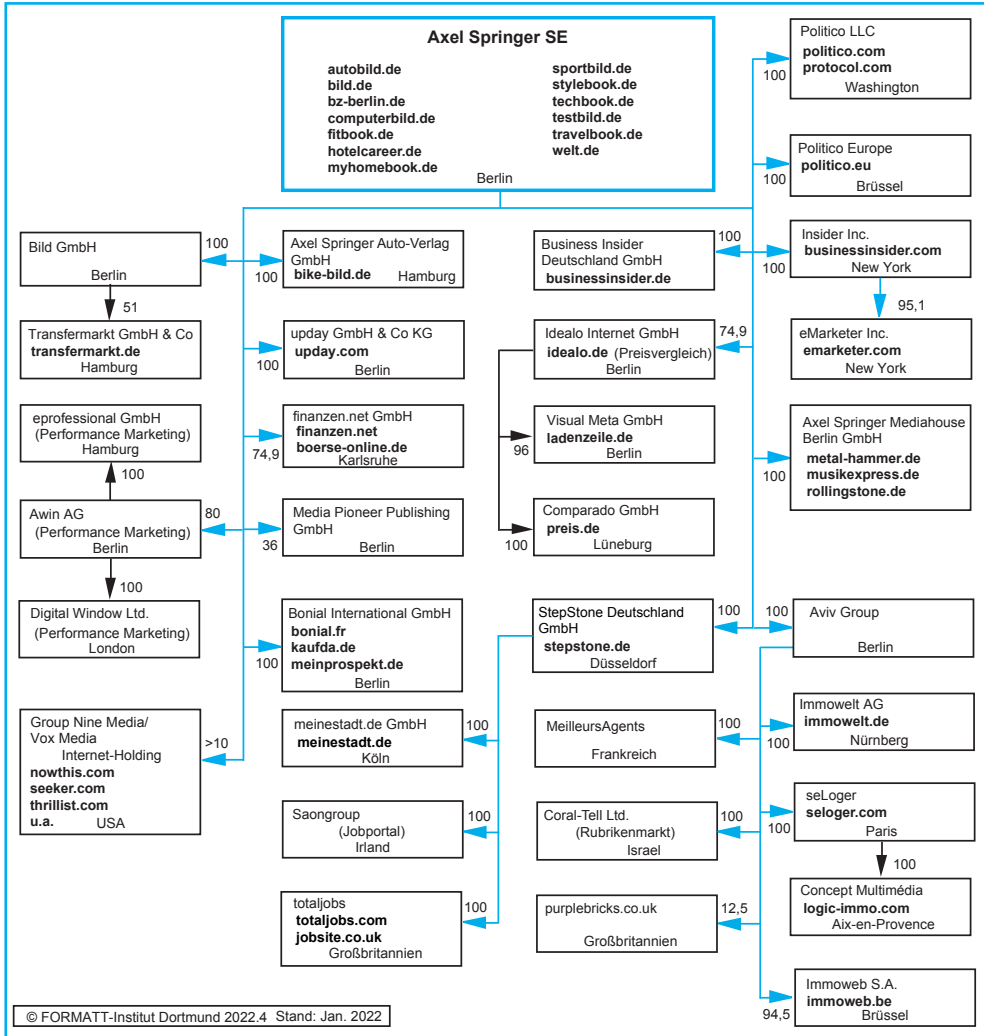 Axel Springer SE
autobild.de
bild.de
bz-berlin.de
computerbild.de
fitbook.de
hotelcareer.de
myhomebook.de
sportbild.de
stylebook.de
techbook.de
testbild.de
travelbook.de
welt.de
Berlin
Politico LLC
politico.com
protocol.com
Washington
100
Politico Europe
politico.eu
Brüssel
100
Bild GmbH
Berlin
100
51
Transfermarkt GmbH & Co
transfermarkt.de
Hamburg
Axel Springer Auto-Verlag
GmbH
bike-bild.de Hamburg
100
Business Insider
Deutschland GmbH
businessinsider.de
100
Insider Inc.
businessinsider.com
New York
100
95,1
eMarketer Inc.
emarketer.com
New York
upday GmbH & Co KG
upday.com
Berlin
100
Idealo Internet GmbH
idealo.de (Preisvergleich)
Berlin
74,9
eprofessional GmbH
(Performance Marketing)
Hamburg
100
finanzen.net GmbH
finanzen.net
boerse-online.de
Karlsruhe
74,9
Visual Meta GmbH
ladenzeile.de
Berlin
96
Axel Springer Mediahouse
Berlin GmbH
metal-hammer.de
musikexpress.de
rollingstone.de
100
Awin AG
(Performance Marketing)
Berlin
80
100
Media Pioneer Publishing
GmbH
Berlin
36
Comparado GmbH
preis.de
Lüneburg
100
Digital Window Ltd.
(Performance Marketing)
London
Bonial International GmbH
bonial.fr
kaufda.de
meinprospekt.de
Berlin
100
StepStone Deutschland
GmbH
stepstone.de
Düsseldorf
100
Aviv Group
Berlin
100
Group Nine Media/
Vox Media
Internet-Holding
nowthis.com
seeker.com
thrillist.com
u.a. USA
>10
meinestadt.de GmbH
meinestadt.de
Köln
100
MeilleursAgents
Frankreich
100
Immowelt AG
immowelt.de
Nürnberg
100
Saongroup
(Jobportal)
Irland
100
Coral-Tell Ltd.
(Rubrikenmarkt)
Israel
100
seLoger
seloger.com
Paris
100
100
Concept Multimédia
logic-immo.com
Aix-en-Provence
totaljobs
totaljobs.com
jobsite.co.uk
Großbritannien
100
purplebricks.co.uk
Großbritannien
12,5
Immoweb S.A.
immoweb.be
Brüssel
94,5
© FORMATT-Institut Dortmund 2022.4 Stand: Jan. 2022